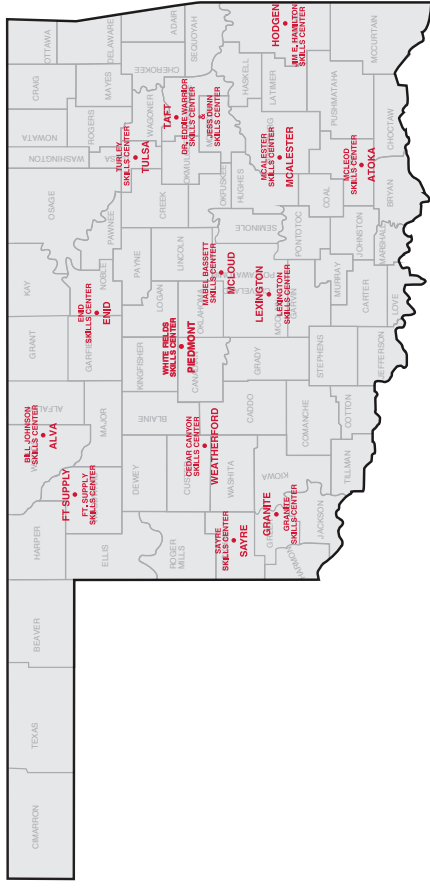 CIMARRON
TEXAS
BEAVER
HARPER
W
BILL JOHNSON
SKILLS CENTER
ALVA
ALFAL
GRANT
KAY
OSAGE
NOWATA
WASHINGTON
CRAIG
OTTAWA
DELAWARE
MAYES
ROGERS
FT SUPPLY
FT. SUPPLY
SKILLS CENTER
ELLIS
MAJOR
GARFI
ENID
SKILLS CENTER
ENID
NOBLE
PAWNEE
PAYNE
TURLEY
SKILLS CENTER
TULSA
SA
WAGONER
CHEROKEE
ADAIR
SEQUOYAH
DEWEY
BLAINE
KINGFISHER
LOGAN
LINCOLN
CREEK
TAFT
DR. EDDIE WARRIOR
SKILLS CENTER
&
JESS DUNN
SKILLS CENTER
ROGER
MILLS
CUS
CEDAR CANYON
SKILLS CENTER
WEATHERFORD
WHITE FIELDS
SKILLS CENTER
PIEDMONT
OKLAHOMA
MABEL BASSETT
SKILLS CENTER
MCLOUD
OKFUSKEE
HUGHES
SEMINOLE
HASKELL
SAYRE
SKILLS CENTER
SAYRE
WASHITA
CADDO
GRADY
LEXINGTON
LEXINGTON
SKILLS CENTER
GARVIN
MCALESTER
SKILLS CENTER
MCALESTER
LATIMER
HODGEN
JIM E. HAMILTON
SKILLS CENTER
GRANITE
GRANITE
SKILLS CENTER
KIOWA
COMANCHE
STEPHENS
MURRAY
PONTOTOC
COAL
PUSHMATAHA
MCCURTAIN
JACKSON
TILLMAN
COTTON
JEFFERSON
CARTER
LOVE
JOHNSTON
MARSHALL
MCLEOD
SKILLS CENTER
ATOKA
BRYAN
CHOCTAW